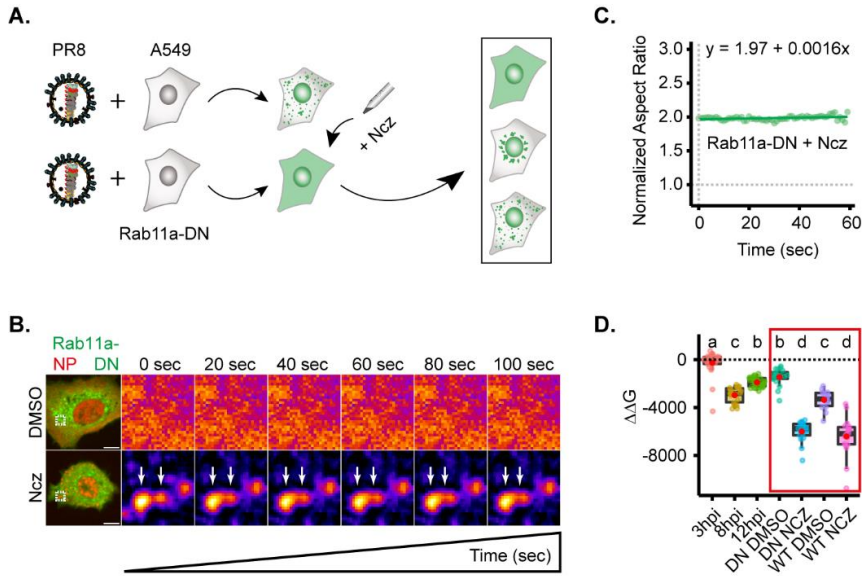 A.
PR8
A549
+
+ Ncz
+
Rab11a-DN
B.
Rab11a-
NP -DN
0 sec 20 sec 40 sec 60 sec 80 sec 100 sec
DMSO
Ncz
Time (sec)
C.
Normalized Aspect Ratio
3.0
2.5
2.0
1.5
1.0
y = 1.97 + 0.0016x
Rab11a-DN + Ncz
0 20 40 60
Time (sec)
D.
a c b b d c d
ΔΔG
0
-4000
-8000
3hpi
8hpi
12hpi
DN DMSO
DN NCZ
WT DMSO
WT NCZ